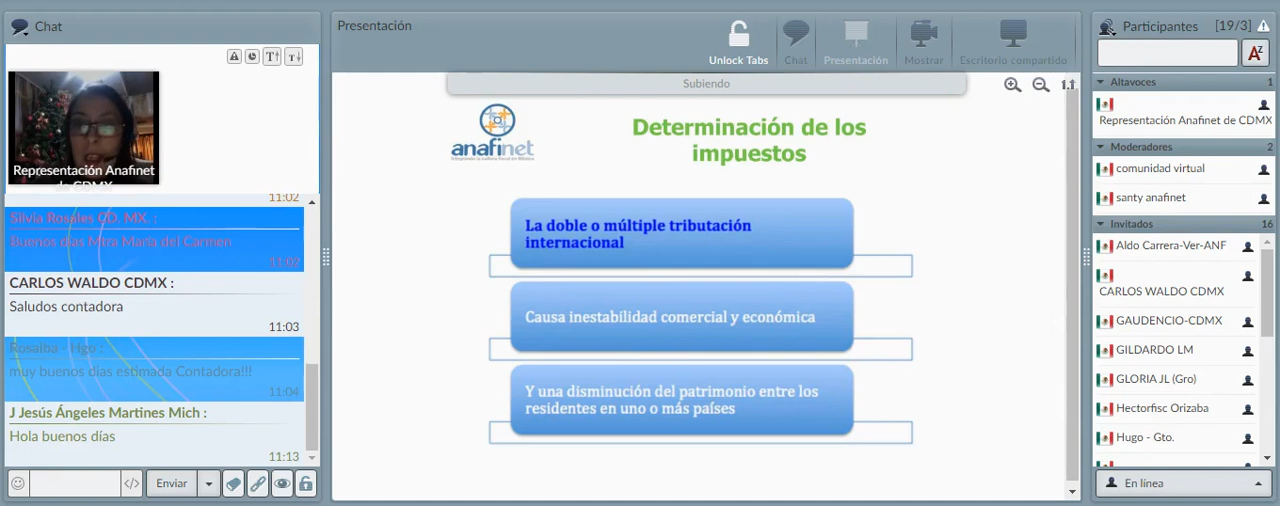 Chat
Representación Anafinet
de CDMX
11:02
Silvia Rosales CD. MX. :
Buenos días Mtra María del Carmen
11:02
CARLOS WALDO CDMX :
Saludos contadora
11:03
Rosalba - Hgo :
muy buenos dias estimada Contadora!!!
11:04
J Jesús Ángeles Martines Mich :
Hola buenos días
11:13
Enviar
Presentación
Unlock Tabs
Chat
Presentación
Mostrar
Escritorio compartido
Subiendo
1:1
anafinet
Determinación de los
impuestos
La doble o múltiple tributación
internacional
Causa inestabilidad comercial y económica
Y una disminución del patrimonio entre los
residentes en uno o más países
Participantes [19/3]
Altavoces 1
Representación Anafinet de CDMX
Moderadores 2
comunidad virtual
santy anafinet
Invitados 16
Aldo Carrera-Ver-ANF
CARLOS WALDO CDMX
GAUDENCIO-CDMX
GILDARDO LM
GLORIA JL (Gro)
Hectorfisc Orizaba
Hugo - Gto.
En línea